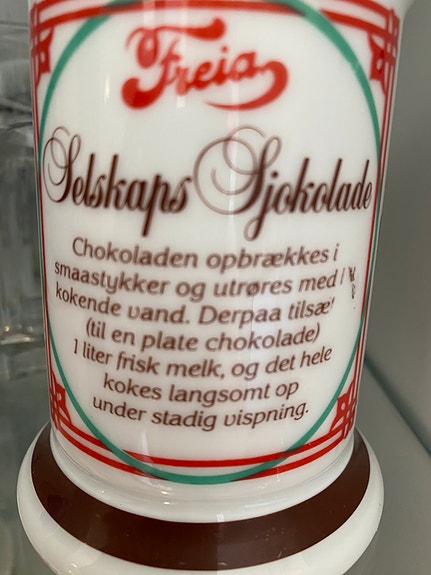 Freia
Selskaps Sjokolade
Chokoladen opbrækkes i
smaastykker og utrøres med
kokende vand. Derpaa
(til en plate chokolade)
1 liter frisk melk, og det hele
kokes langsomt op
under stadig vispning.